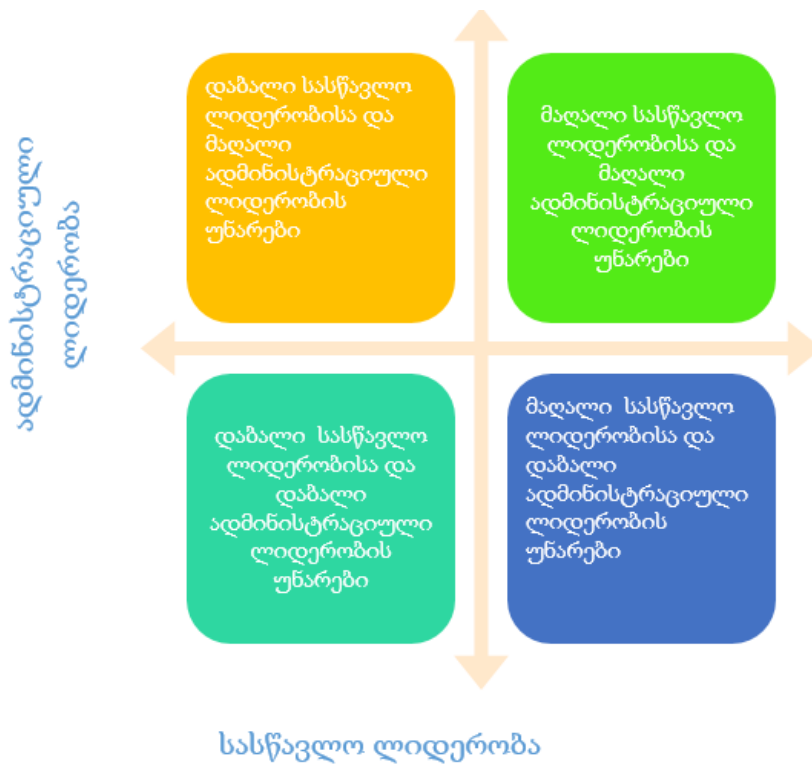 ადმინისტრაციული
ლიდერობა
დაბალი სასწავლო
ლიდერობისა და
მაღალი
ადმინისტრაციული
ლიდერობის
უნარები
მაღალი სასწავლო
ლიდერობისა და
მაღალი
ადმინისტრაციული
ლიდერობის
უნარები
დაბალი სასწავლო
ლიდერობისა და
დაბალი
ადმინისტრაციული
ლიდერობის
უნარები
მაღალი სასწავლო
ლიდერობისა და
დაბალი
ადმინისტრაციული
ლიდერობის
უნარები
სასწავლო ლიდერობა